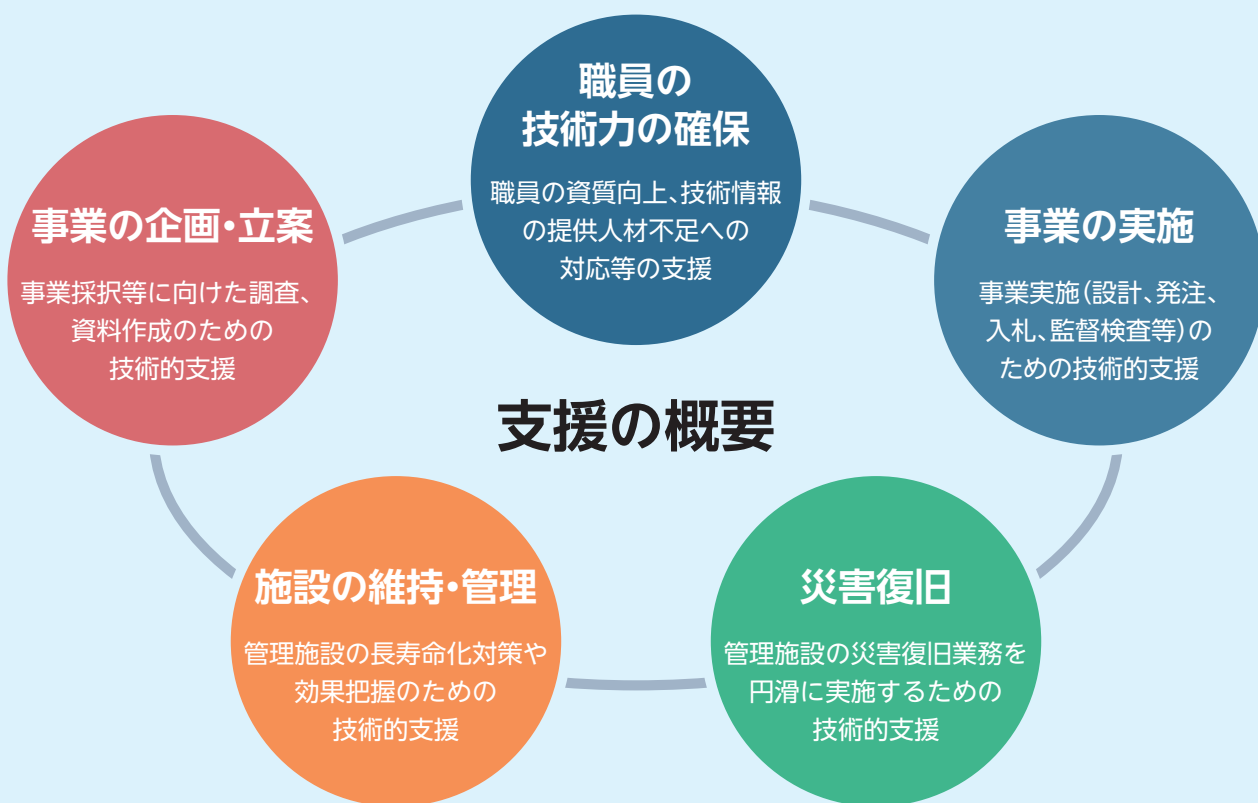 職員の
技術力の確保
職員の資質向上、技術情報
の提供人材不足への
対応等の支援
事業の企画・立案
事業採択等に向けた調査、
資料作成のための
技術的支援
事業の実施
事業実施(設計、発注、
入札、監督検査等)の
ための技術的支援
支援の概要
施設の維持・管理
管理施設の長寿命化対策や
効果把握のための
技術的支援
災害復旧
管理施設の災害復旧業務を
円滑に実施するための
技術的支援